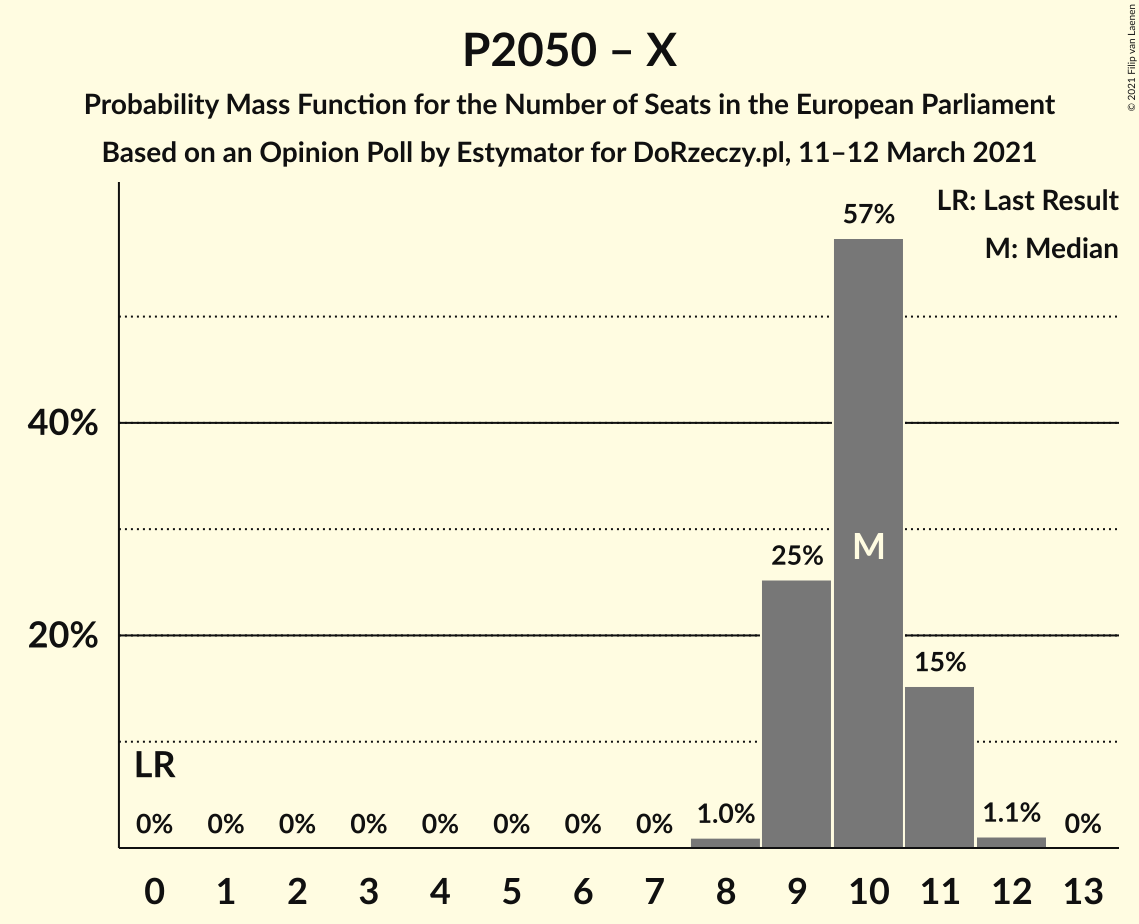 P2050 – X
Probability Mass Function for the Number of Seats in the European Parliament
Based on an Opinion Poll by Estymator for DoRzeczy.pl, 11–12 March 2021
© 2021 Filip van Laenen
LR: Last Result
M: Median
57%
40%
M
25%
20%
15%
LR
0% 0% 0% 0% 0% 0% 0% 0% 1.0% 1.1% 0%
0 1 2 3 4 5 6 7 8 9 10 11 12 13